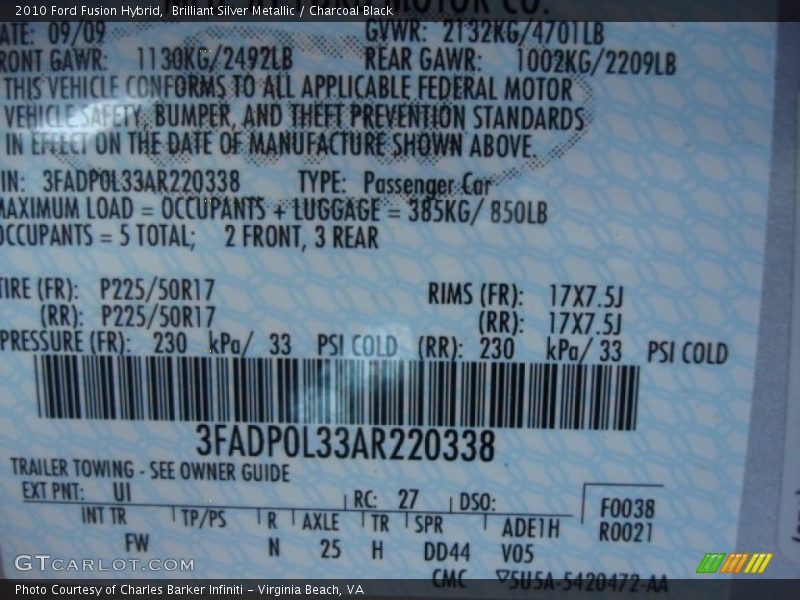 2010 Ford Fusion Hybrid, Brilliant Silver Metallic / Charcoal Black
MOTOR CO.
ATE: 09/09 GVWR: 2132KG/4701LB
RONT GAWR: 1130KG/2492LB REAR GAWR: 1002KG/2209LB
THIS VEHICLE CONFORMS TO ALL APPLICABLE FEDERAL MOTOR
VEHICLE SAFETY, BUMPER, AND THEFT PREVENTION STANDARDS
IN EFFECT ON THE DATE OF MANUFACTURE SHOWN ABOVE.
IN: 3FADP0L33AR220338 TYPE: Passenger Car
MAXIMUM LOAD = OCCUPANTS + LUGGAGE = 385KG/ 850LB
OCCUPANTS = 5 TOTAL; 2 FRONT, 3 REAR
TIRE (FR): P225/50R17 RIMS (FR): 17X7.5J
(RR): P225/50R17 (RR): 17X7.5J
PRESSURE (FR): 230 kPa/ 33 PSI COLD (RR): 230 kPa/ 33 PSI COLD
3FADP0L33AR220338
TRAILER TOWING - SEE OWNER GUIDE
EXT PNT: UI RC: 27 DSO: F0038
INT TR TP/PS R AXLE TR SPR ADE1H R0021
FW N 25 H DD44 V05
CMC ▽5U5A-5420472-AA
GTCARLOT.COM
Photo Courtesy of Charles Barker Infiniti - Virginia Beach, VA